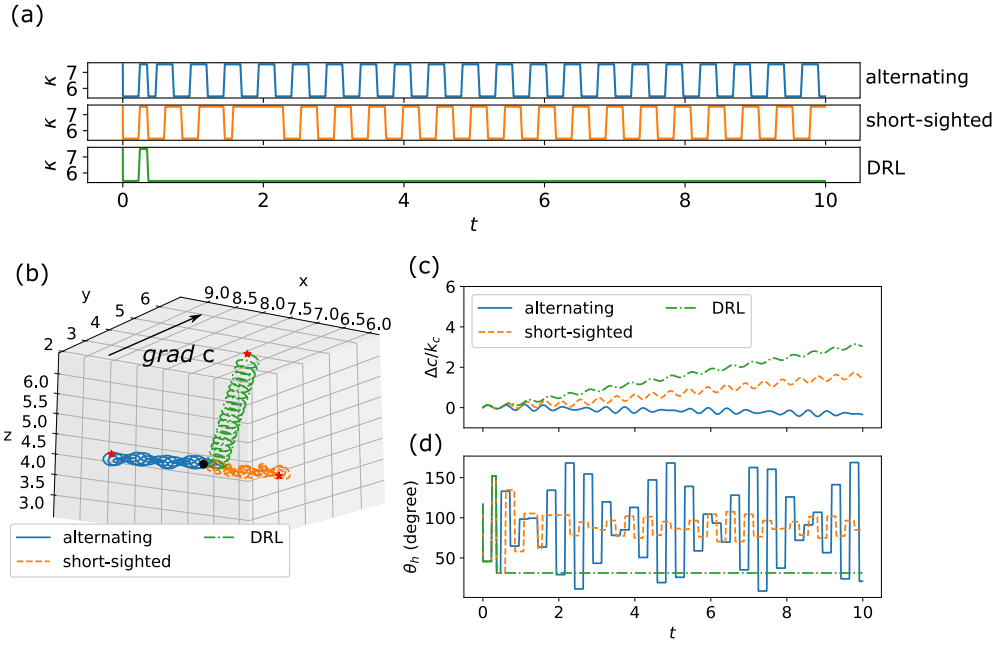 (a)
κ 7 6 alternating
κ 7 6 short-sighted
κ 7 6 DRL
0 2 4 6 8 10
t
(b)
x
y
9.0 8.5 8.0 7.5 7.0 6.5 6.0
2 3 4 5 6
grad c
z
6.0
5.5
5.0
4.5
4.0
3.5
3.0
alternating DRL
short-sighted
(c)
Δc/k_c
6
4
2
0
alternating DRL
short-sighted
(d)
θ_h (degree)
150
100
50
0 2 4 6 8 10
t